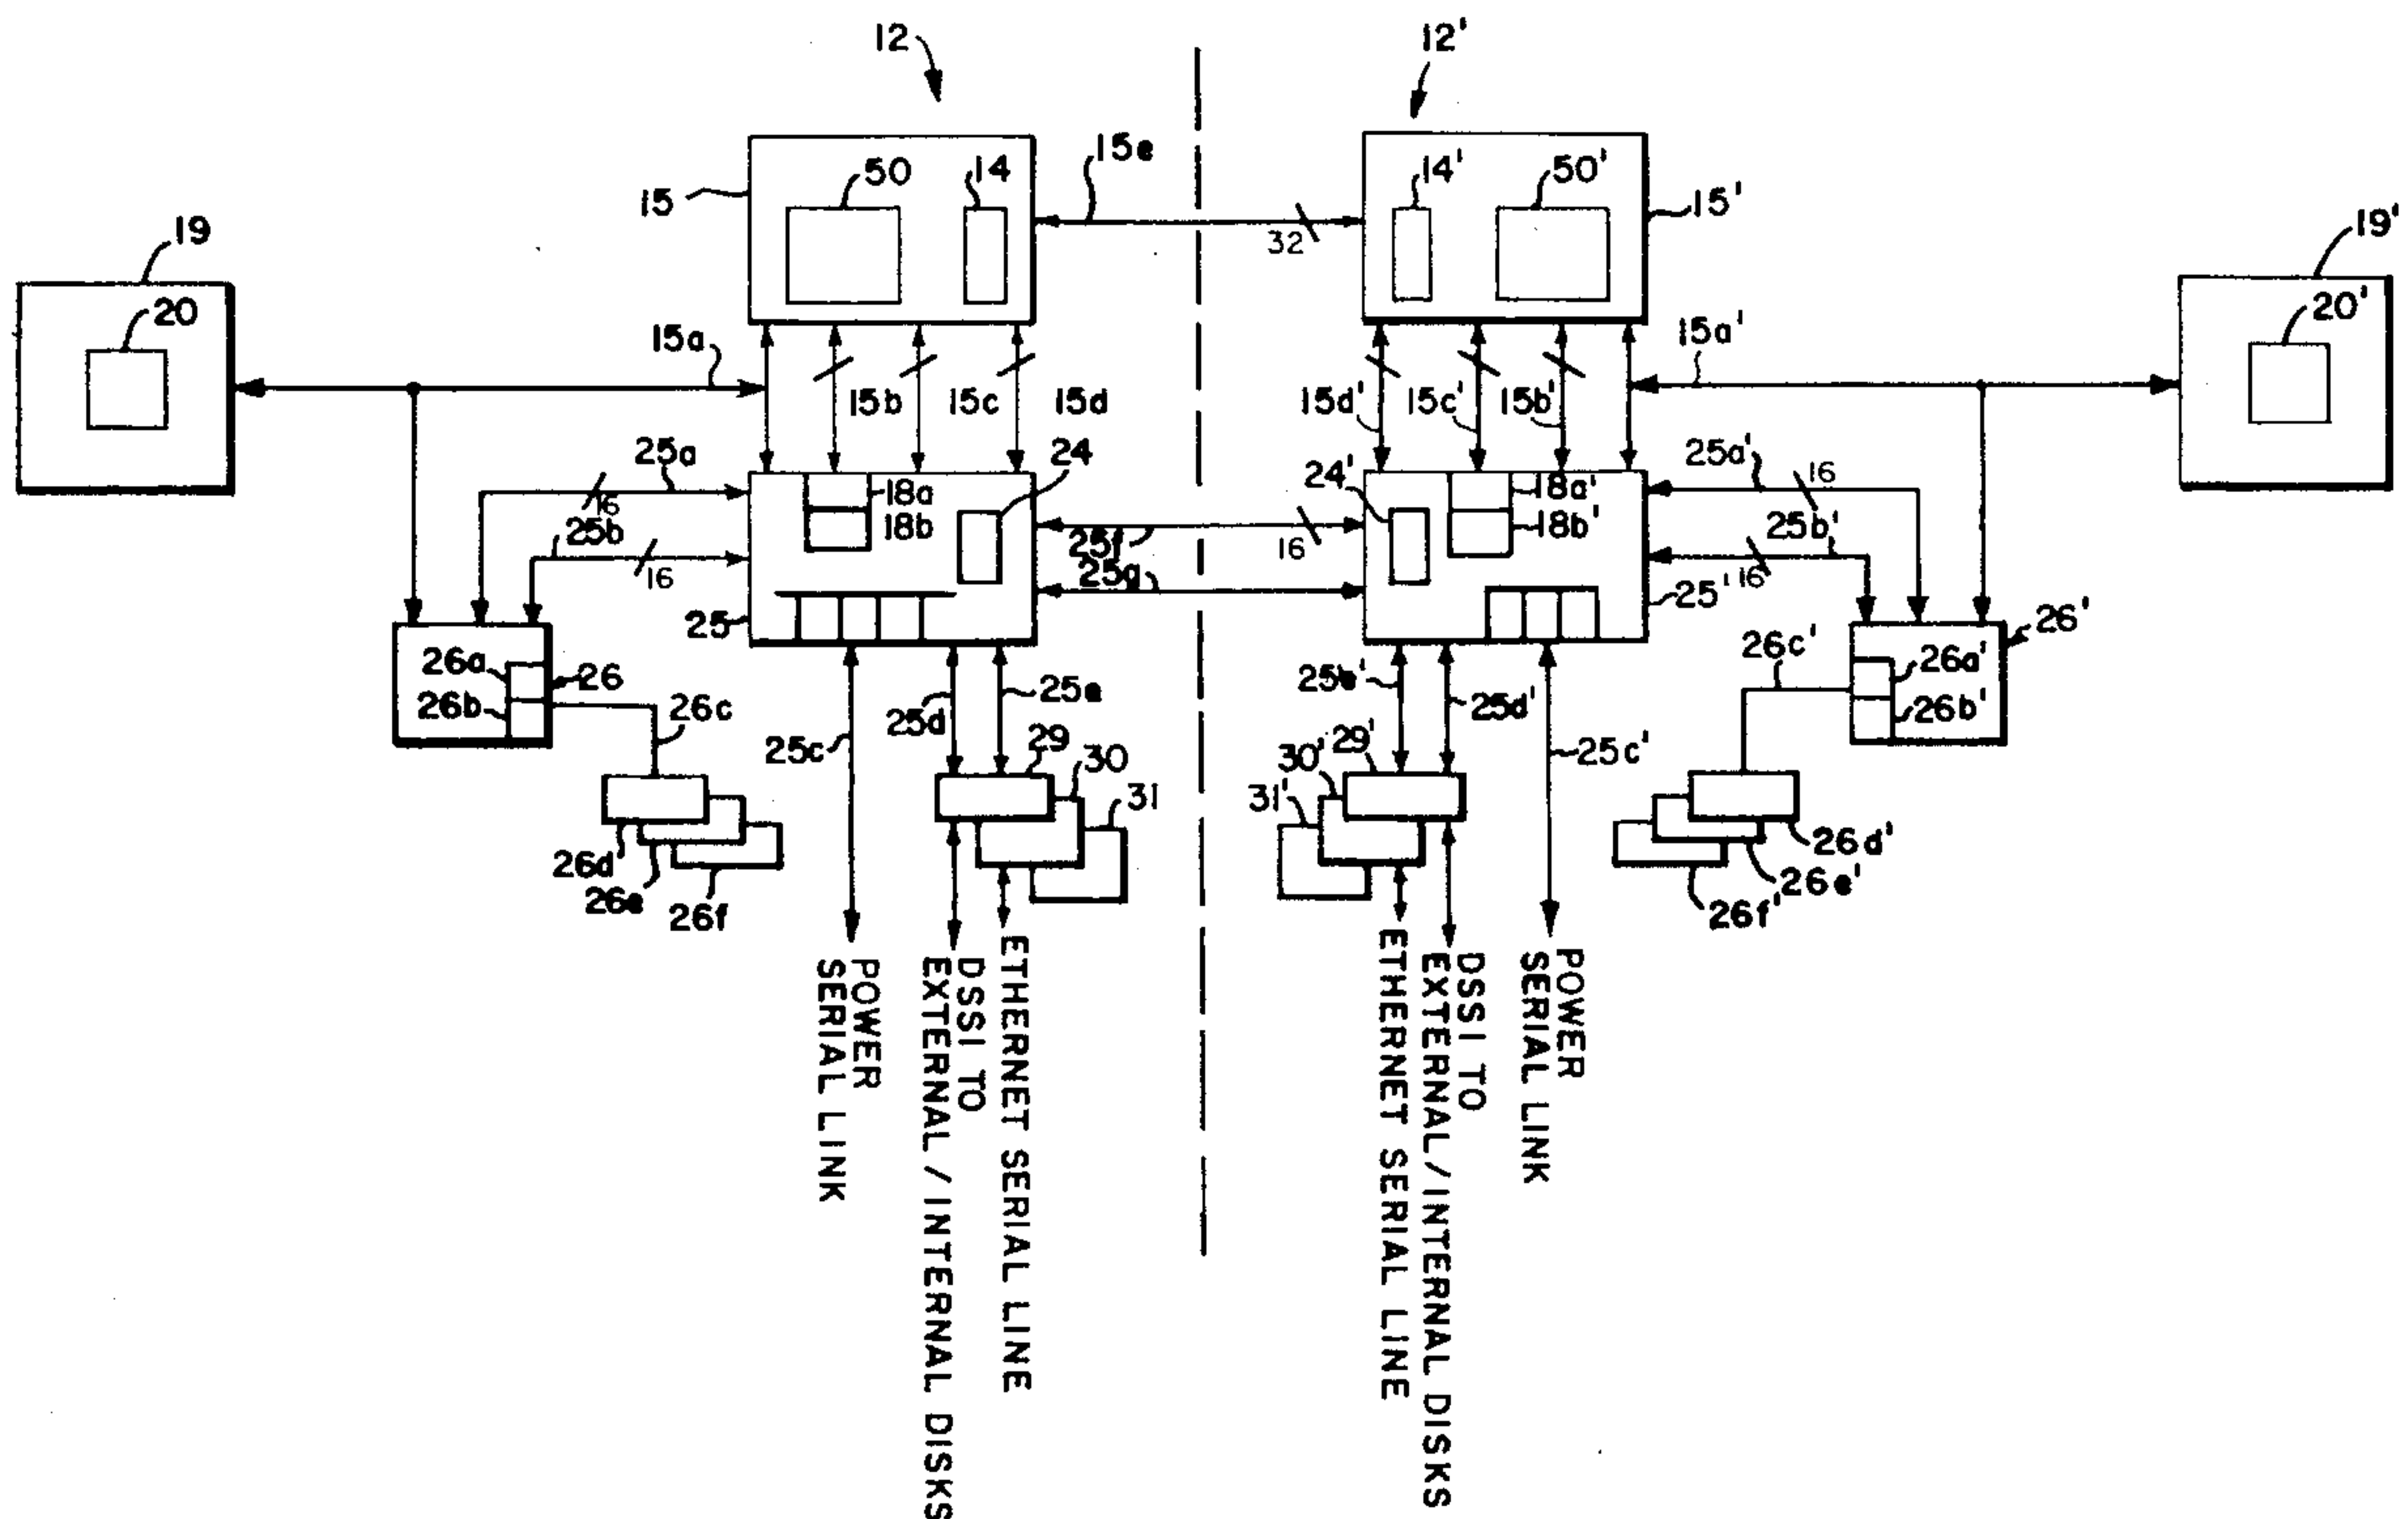 12
12'
15e
50
14
14'
50'
15
32
15'
19
19'
20
20'
15a
15a'
15b
15c
15d
15d'
15c'
15b'
25a
24
24'
25a'
16
16
18a
18b
18a'
18b'
25b
16
25f
16
25b'
16
25g
25
25'
26a
26
26b
26c
25e
25d
25c
29
30
31
25e'
25d'
25c'
29'
30'
31'
26c'
26'
26a'
26b'
26d
26e
26f
26d'
26e'
26f'
POWER
SERIAL LINK
DSSI TO
EXTERNAL/INTERNAL DISKS
ETHERNET SERIAL LINE
ETHERNET SERIAL LINE
DSSI TO
EXTERNAL/INTERNAL DISKS
POWER
SERIAL LINK